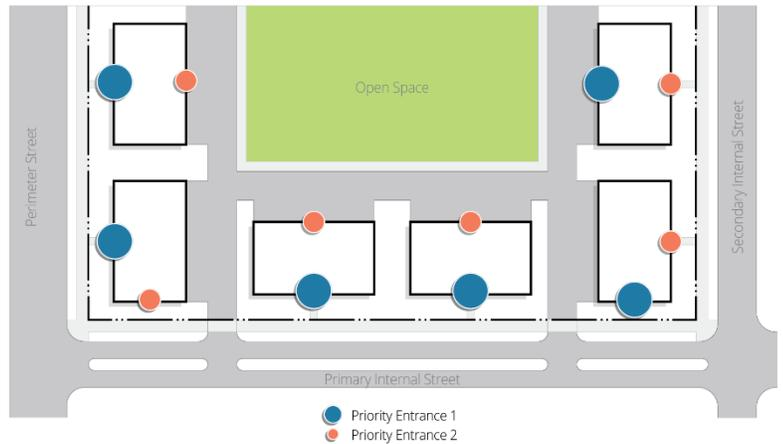 Open Space
Perimeter Street
Secondary Internal Street
Primary Internal Street
Priority Entrance 1
Priority Entrance 2